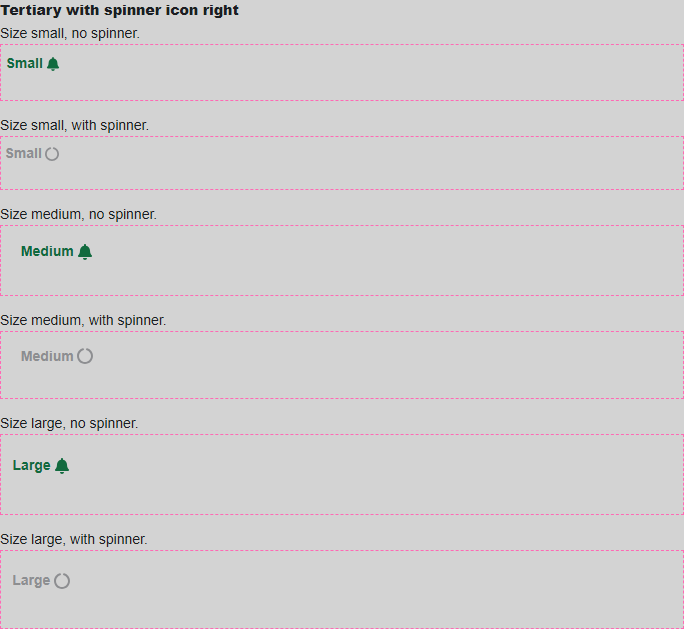 Tertiary with spinner icon right
Size small, no spinner.
Small
Size small, with spinner.
Small
Size medium, no spinner.
Medium
Size medium, with spinner.
Medium
Size large, no spinner.
Large
Size large, with spinner.
Large